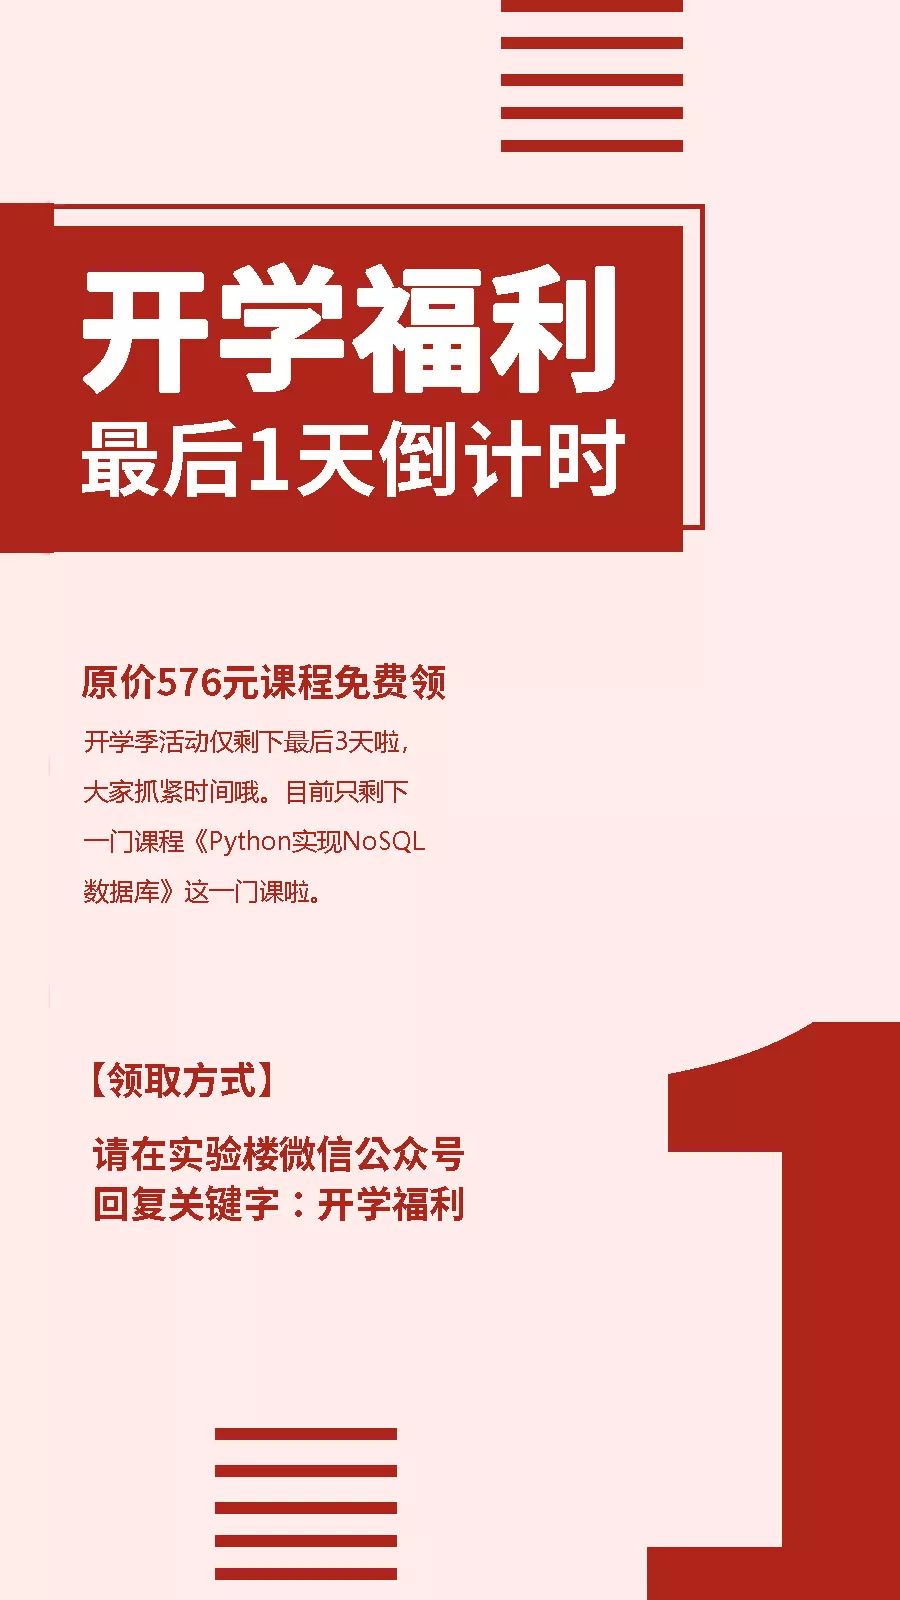 开学福利
最后1天倒计时
原价576元课程免费领
开学季活动仅剩下最后3天啦，
大家抓紧时间哦。目前只剩下
一门课程《Python实现NoSQL
数据库》这一门课啦。
【领取方式】
请在实验楼微信公众号
回复关键字：开学福利
1